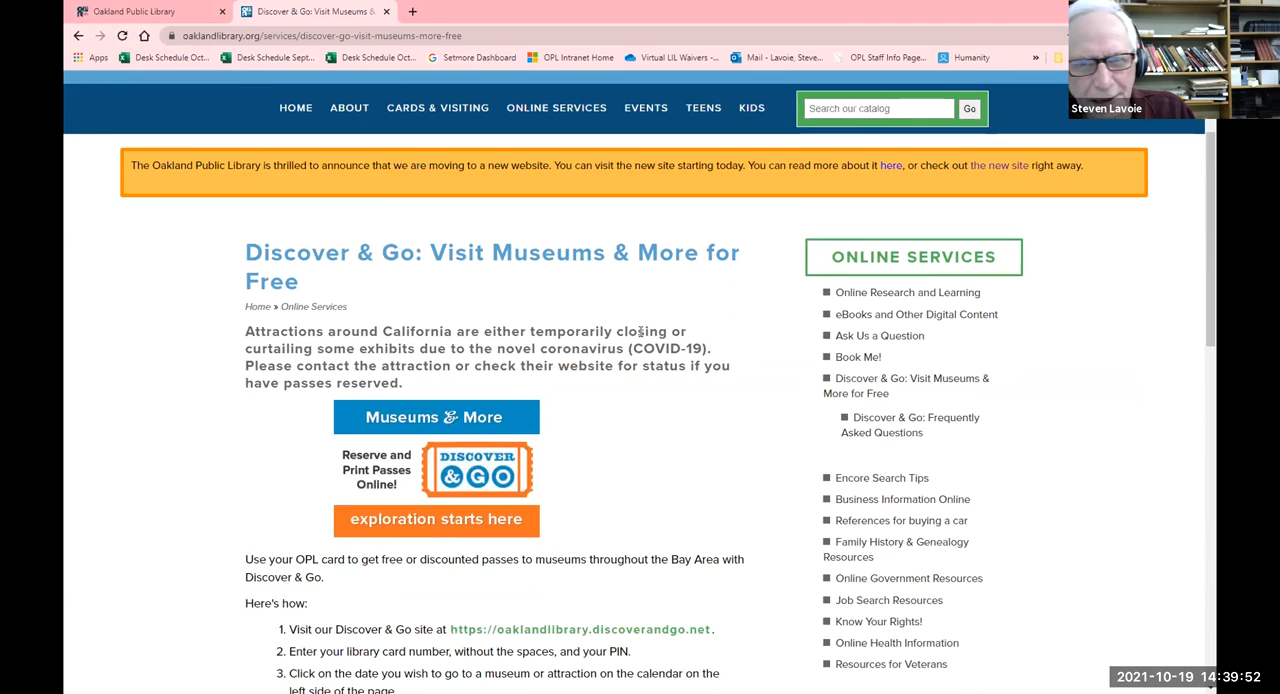 Oakland Public Library
Discover & Go: Visit Museums &
oaklandlibrary.org/services/discover-go-visit-museums-more-free
Apps
Desk Schedule Oct...
Desk Schedule Sept...
Desk Schedule Oct...
Setmore Dashboard
OPL Intranet Home
Virtual LIL Waivers -...
Mail - Lavoie, Steve...
OPL Staff Info Page...
Humanity
»
Steven Lavoie
HOME
ABOUT
CARDS & VISITING
ONLINE SERVICES
EVENTS
TEENS
KIDS
Search our catalog
Go
The Oakland Public Library is thrilled to announce that we are moving to a new website. You can visit the new site starting today. You can read more about it here, or check out the new site right away.
Discover & Go: Visit Museums & More for
Free
Home » Online Services
Attractions around California are either temporarily closing or
curtailing some exhibits due to the novel coronavirus (COVID-19).
Please contact the attraction or check their website for status if you
have passes reserved.
Museums & More
Reserve and
Print Passes
Online!
DISCOVER
& GO
exploration starts here
Use your OPL card to get free or discounted passes to museums throughout the Bay Area with
Discover & Go.
Here's how:
1. Visit our Discover & Go site at https://oaklandlibrary.discoverandgo.net.
2. Enter your library card number, without the spaces, and your PIN.
3. Click on the date you wish to go to a museum or attraction on the calendar on the
left side of the page
ONLINE SERVICES
Online Research and Learning
eBooks and Other Digital Content
Ask Us a Question
Book Me!
Discover & Go: Visit Museums &
More for Free
Discover & Go: Frequently
Asked Questions
Encore Search Tips
Business Information Online
References for buying a car
Family History & Genealogy
Resources
Online Government Resources
Job Search Resources
Know Your Rights!
Online Health Information
Resources for Veterans
2021-10-19 14:39:52